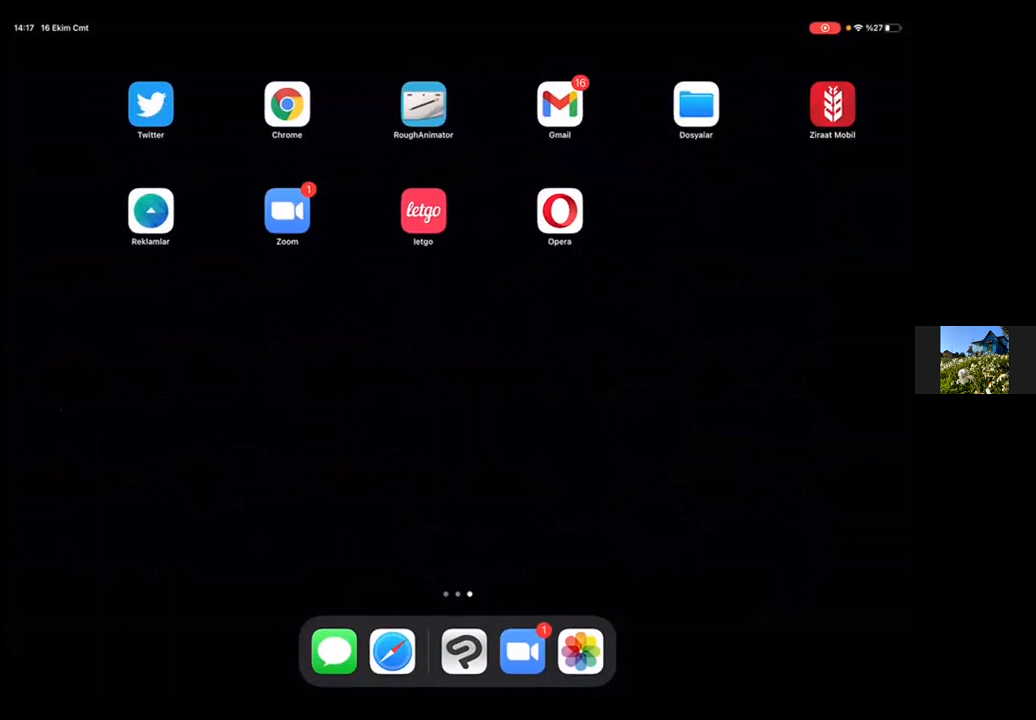 14:17 16 Ekim Cmt
%27
16
Twitter
Chrome
RoughAnimator
Gmail
Dosyalar
Ziraat Mobil
1
letgo
Reklamlar
Zoom
letgo
Opera
1